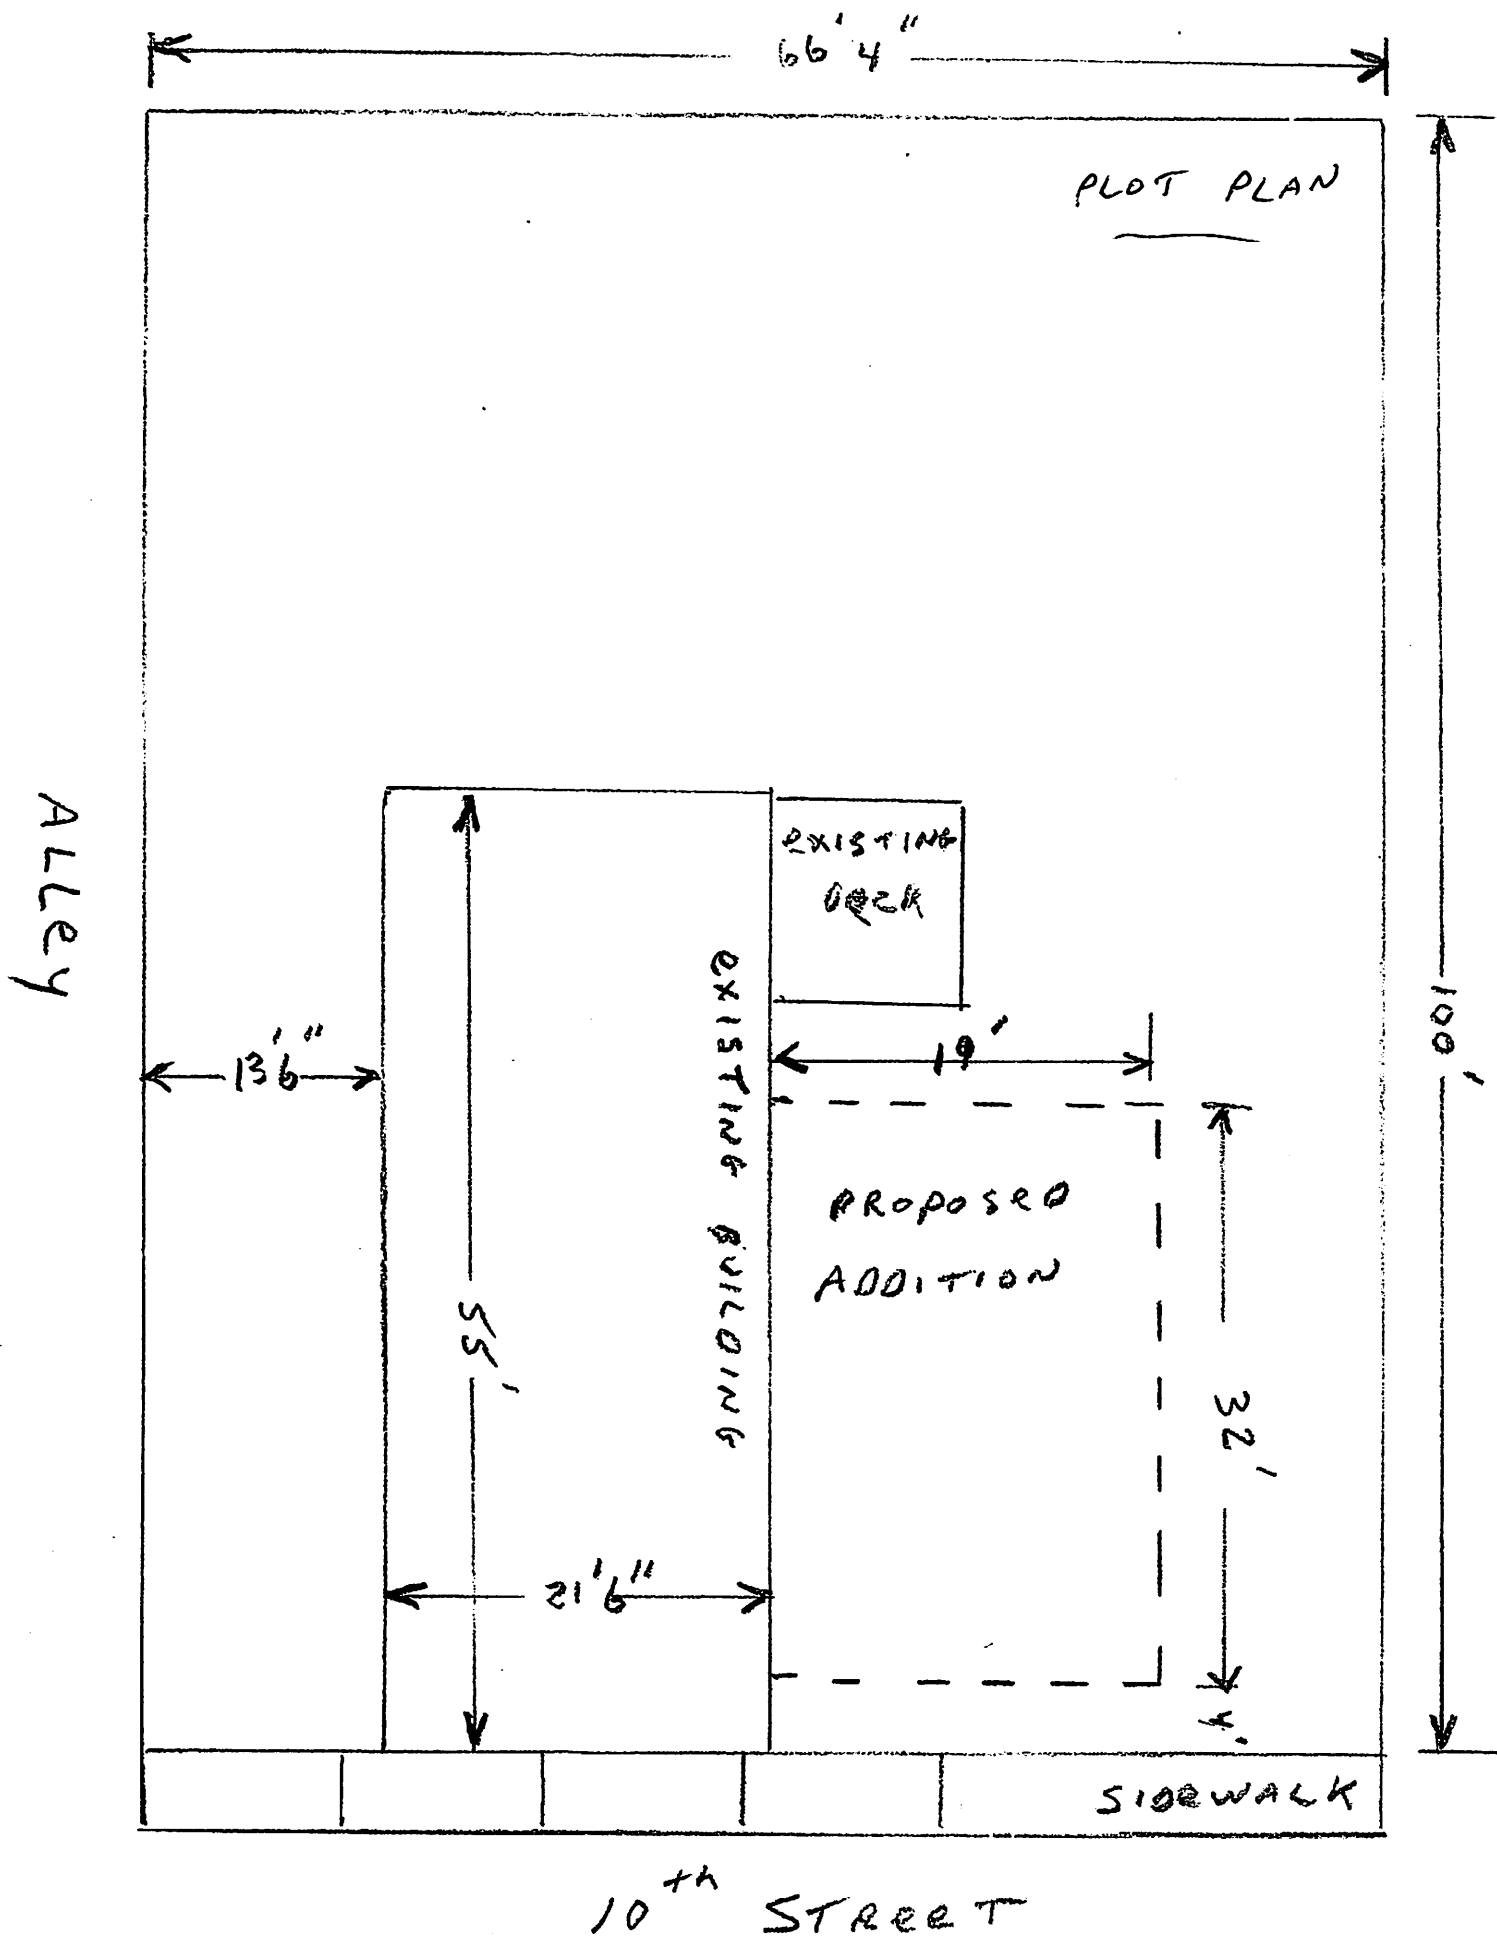 66'4"
PLOT PLAN
ALLey
eXISTING
DeCK
100'
eXISTING BUILDING
13'6"
19'
PROPOSeD
ADDITION
55'
32'
21'6"
4'
SIDeWALK
10th STReeT